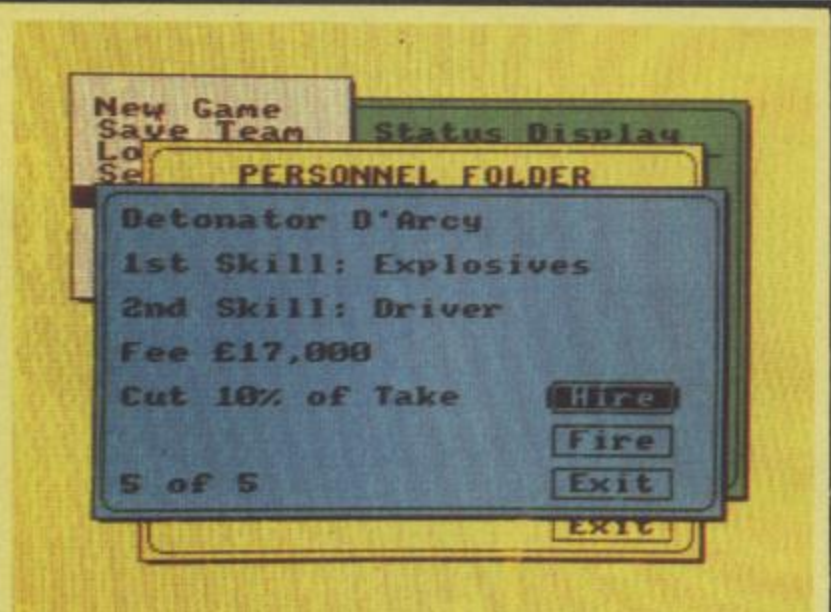 New Game
Save Team
Lo
Se
Status Display
PERSONNEL FOLDER
Detonator D'Arcy
1st Skill: Explosives
2nd Skill: Driver
Fee £17,000
Cut 10% of Take
Hire
Fire
5 of 5
Exit
Exit